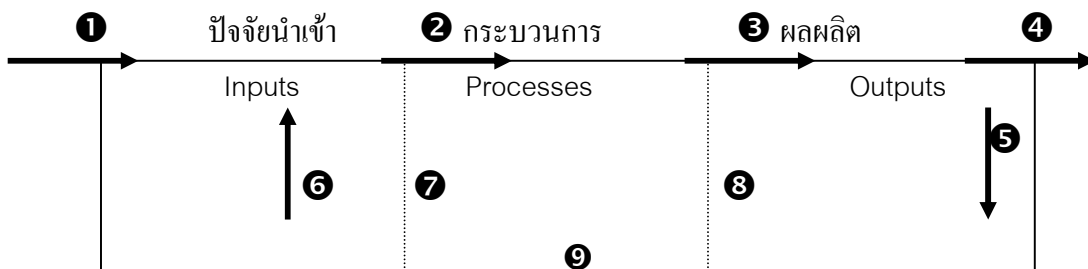 ❶ ปัจจัยนำเข้า ❷ กระบวนการ ❸ ผลผลิต ❹
Inputs Processes Outputs
❺
❻ ❼ ❽
❾